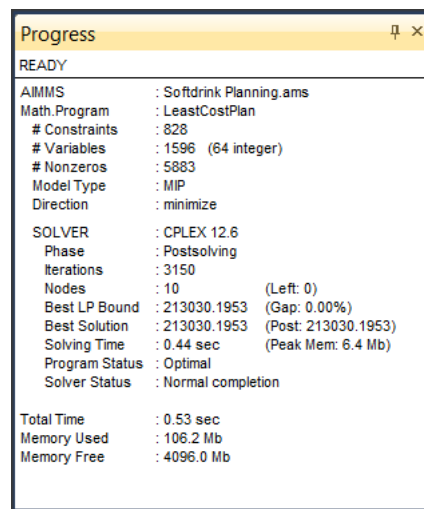 Progress
READY
AIMMS : Softdrink Planning.ams
Math.Program : LeastCostPlan
# Constraints : 828
# Variables : 1596 (64 integer)
# Nonzeros : 5883
Model Type : MIP
Direction : minimize
SOLVER : CPLEX 12.6
Phase : Postsolving
Iterations : 3150
Nodes : 10 (Left: 0)
Best LP Bound : 213030.1953 (Gap: 0.00%)
Best Solution : 213030.1953 (Post: 213030.1953)
Solving Time : 0.44 sec (Peak Mem: 6.4 Mb)
Program Status : Optimal
Solver Status : Normal completion
Total Time : 0.53 sec
Memory Used : 106.2 Mb
Memory Free : 4096.0 Mb